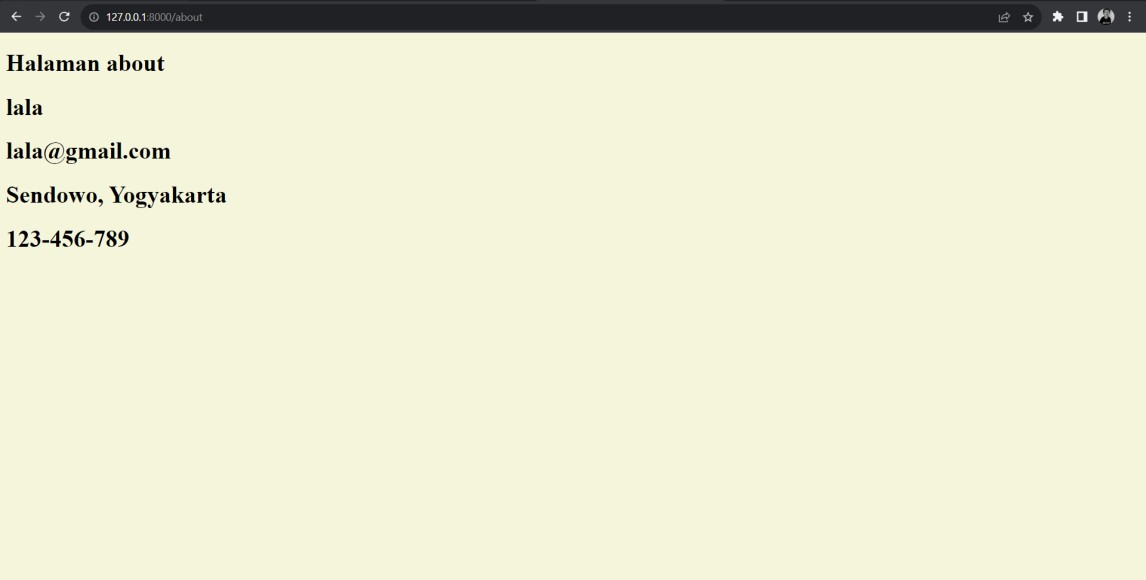 127.0.0.1:8000/about
Halaman about
lala
lala@gmail.com
Sendowo, Yogyakarta
123-456-789